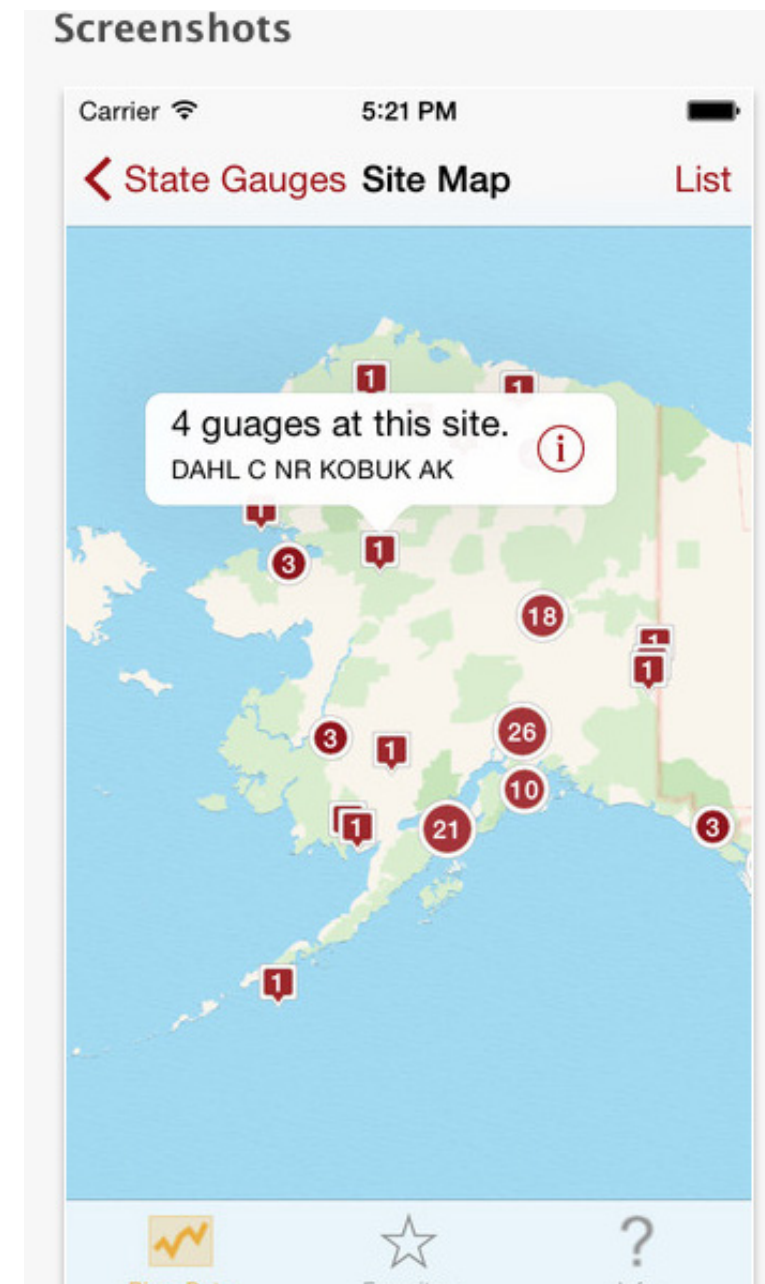 Screenshots
Carrier 5:21 PM
State Gauges Site Map List
1 1
4 guages at this site. i
DAHL C NR KOBUK AK
1
1
3
18
1
1
26
3
1
10
1 21 3
1
?